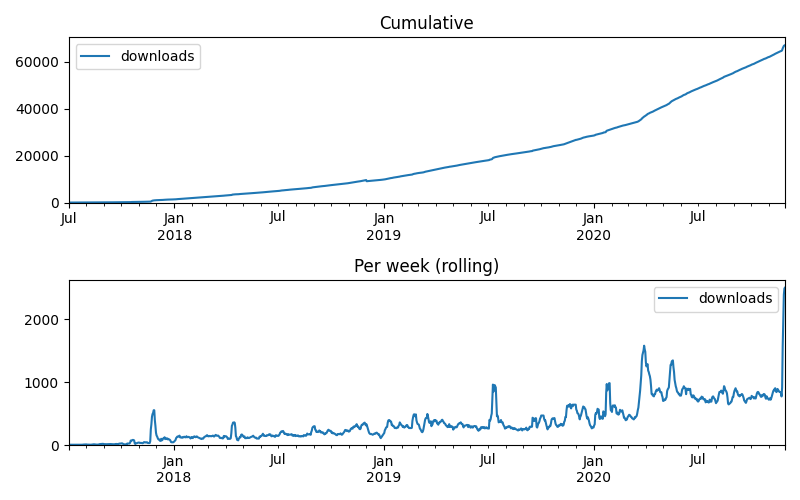 Cumulative
downloads
60000
40000
20000
0
Jul Jan Jul Jan Jul Jan Jul
2018 2019 2020
Per week (rolling)
downloads
2000
1000
0
Jan Jul Jan Jul Jan Jul
2018 2019 2020